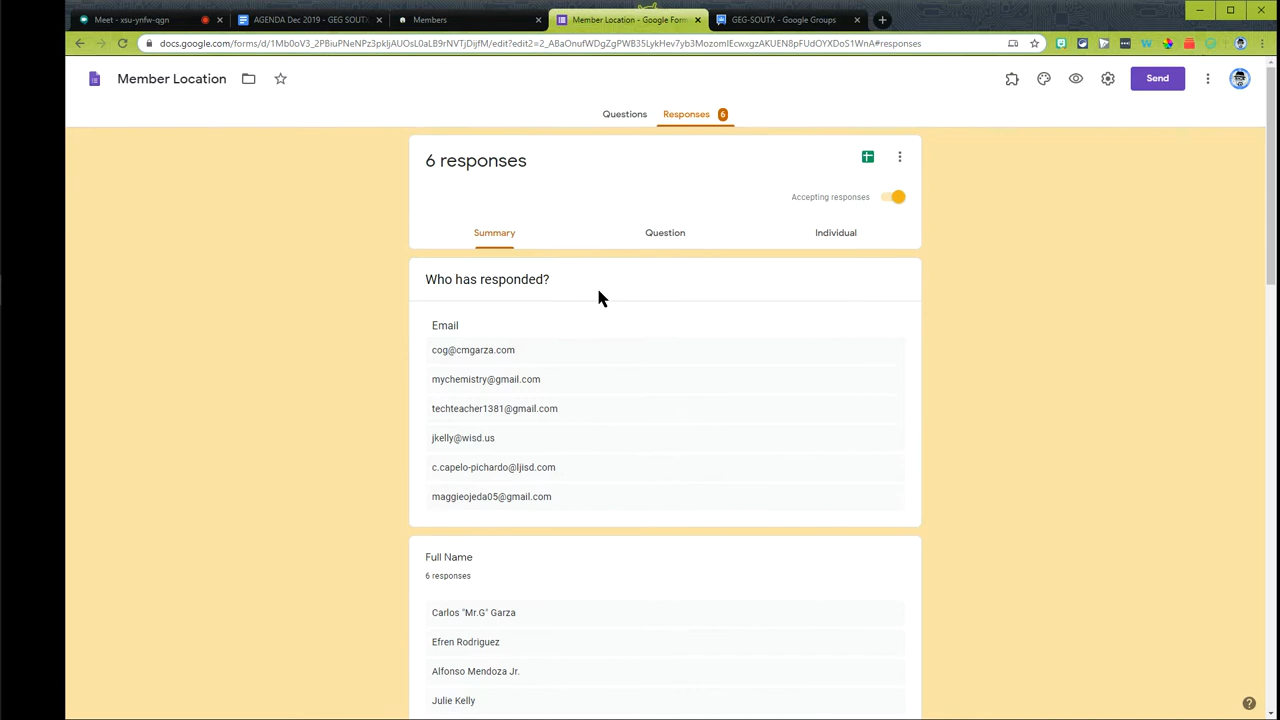 Meet - xsu-ynfw-qgn
AGENDA Dec 2019 - GEG SOUTX
Members
Member Location - Google Form
GEG-SOUTX - Google Groups
Member Location
Send
Questions
Responses 6
6 responses
Accepting responses
Summary
Question
Individual
Who has responded?
Email
cog@cmgarza.com
mychemistry@gmail.com
techteacher1381@gmail.com
jkelly@wisd.us
c.capelo-pichardo@ljisd.com
maggieojeda05@gmail.com
Full Name
6 responses
Carlos "Mr.G" Garza
Efren Rodriguez
Alfonso Mendoza Jr.
Julie Kelly